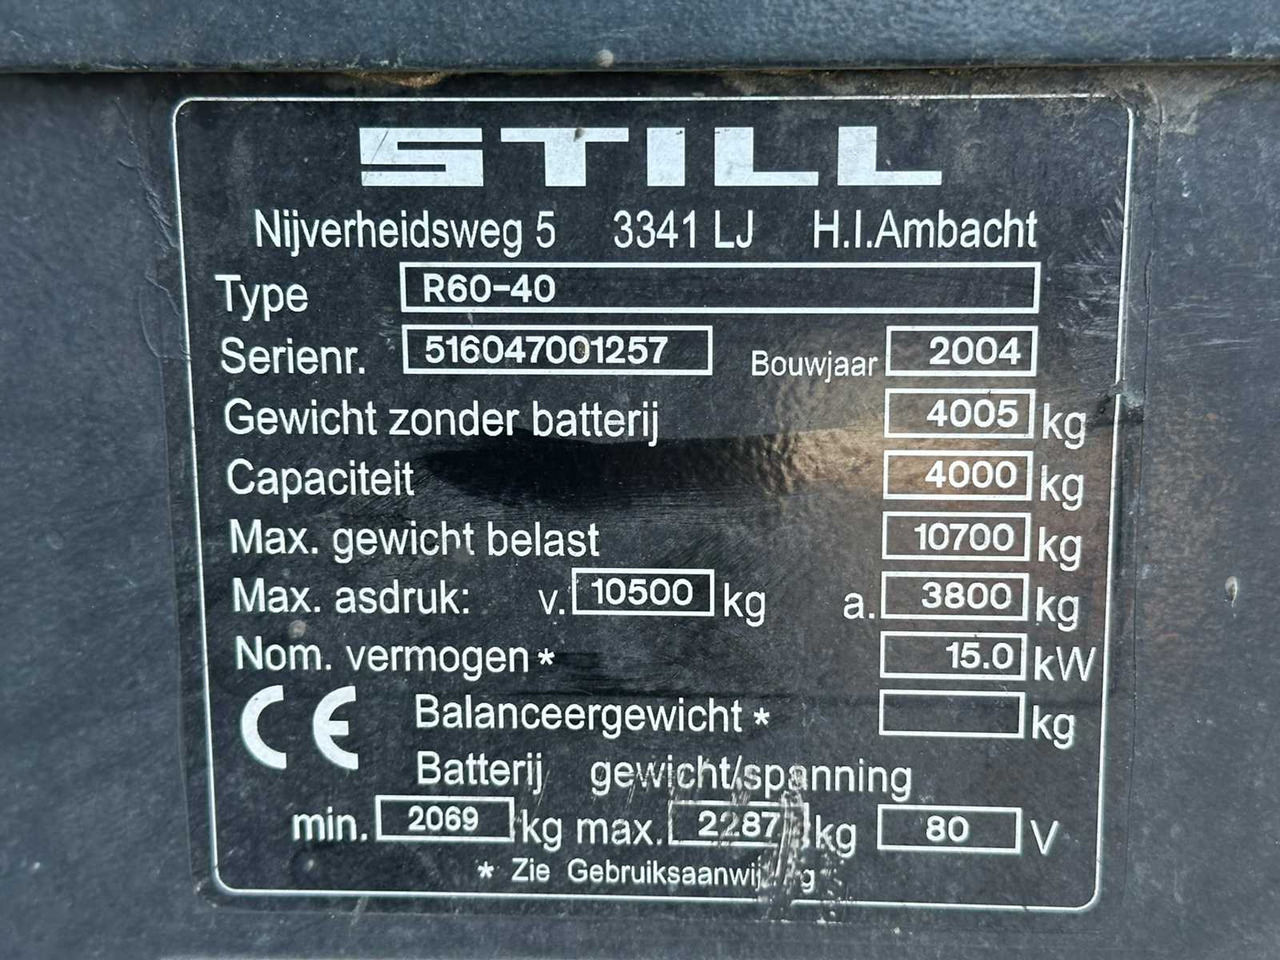 STILL
Nijverheidsweg 5 3341 LJ H.I.Ambacht
Type R60-40
Serienr. 516047001257 Bouwjaar 2004
Gewicht zonder batterij 4005 kg
Capaciteit 4000 kg
Max. gewicht belast 10700 kg
Max. asdruk: v. 10500 kg a. 3800 kg
Nom. vermogen * 15.0 kW
CE Balanceergewicht * kg
Batterij gewicht/spanning
min. 2069 kg max. 2287 kg 80 V
* Zie Gebruiksaanwijzing